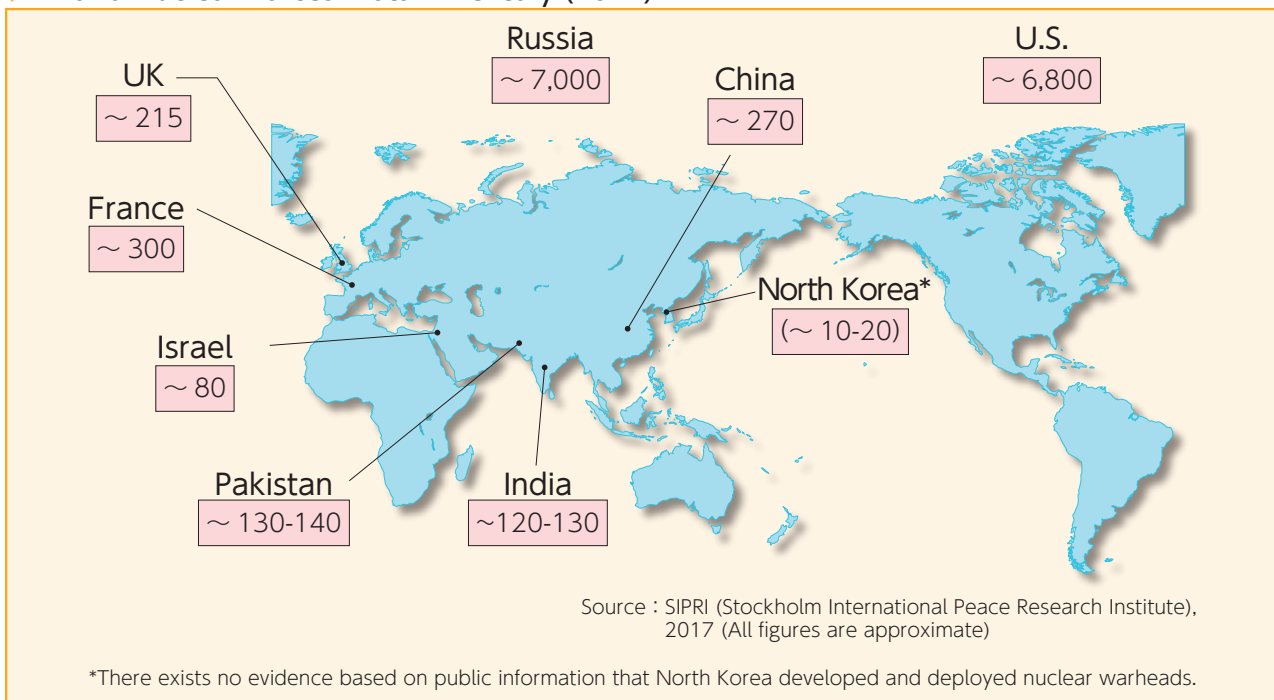 Russia
~ 7,000
U.S.
~ 6,800
UK
~ 215
China
~ 270
France
~ 300
North Korea*
(~ 10-20)
Israel
~ 80
Pakistan
~ 130-140
India
~120-130
Source : SIPRI (Stockholm International Peace Research Institute),
2017 (All figures are approximate)
*There exists no evidence based on public information that North Korea developed and deployed nuclear warheads.